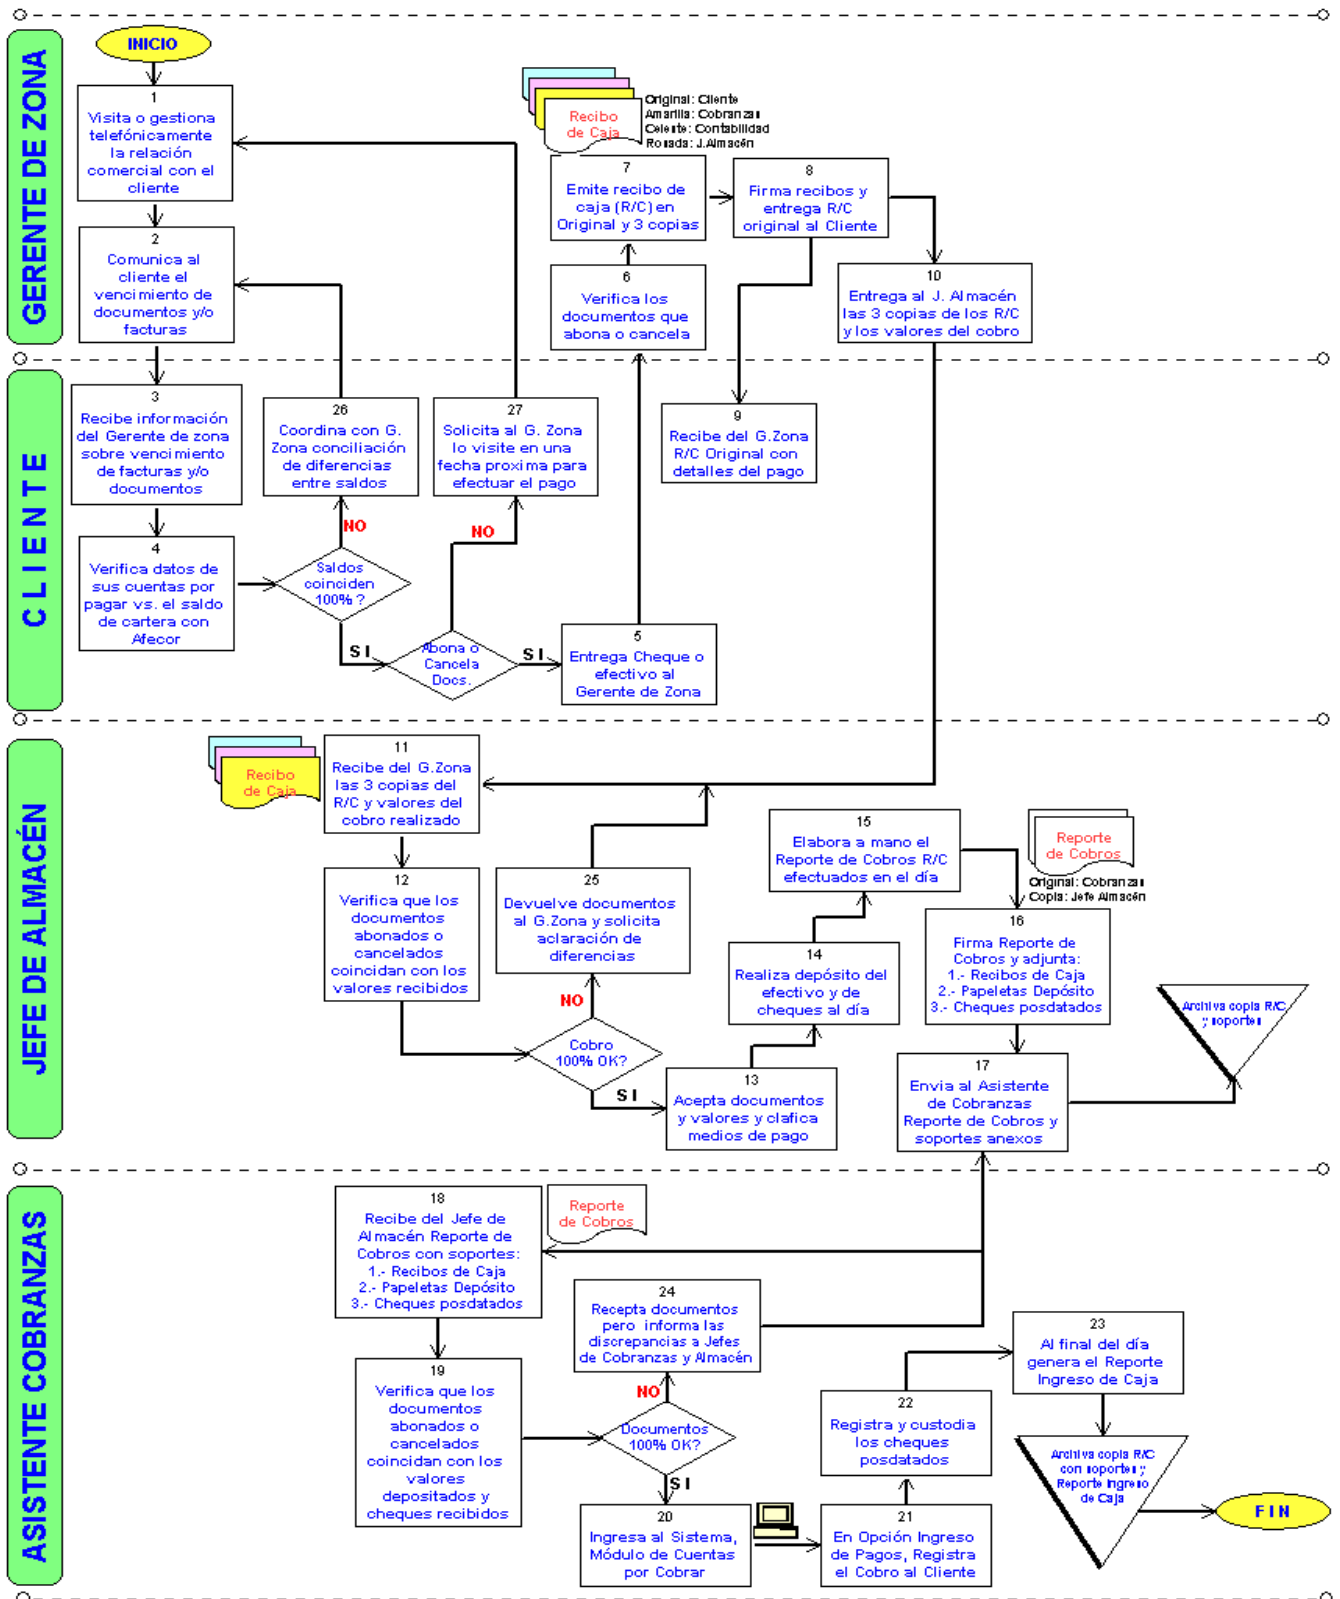 GERENTE DE ZONA
INICIO
1
Visita o gestiona
telefónicamente
la relación
comercial con el
cliente
2
Comunica al
cliente el
vencimiento de
documentos y/o
facturas
Recibo
de Caja
Original: Cliente
Amarilla: Cobranzas
Celeste: Contabilidad
Rosada: J.Almacén
7
Emite recibo de
caja (R/C) en
Original y 3 copias
8
Firma recibos y
entrega R/C
original al Cliente
6
Verifica los
documentos que
abona o cancela
10
Entrega al J. Almacén
las 3 copias de los R/C
y los valores del cobro
CLIENTE
3
Recibe información
del Gerente de zona
sobre vencimiento
de facturas y/o
documentos
26
Coordina con G.
Zona conciliación
de diferencias
entre saldos
27
Solicita al G. Zona
lo visite en una
fecha proxima para
efectuar el pago
9
Recibe del G.Zona
R/C Original con
detalles del pago
NO
NO
4
Verifica datos de
sus cuentas por
pagar vs. el saldo
de cartera con
Afecor
Saldos
coinciden
100% ?
SI
Abona o
Cancela
Docs.
SI
5
Entrega Cheque o
efectivo al
Gerente de Zona
JEFE DE ALMACÉN
Recibo
de Caja
11
Recibe del G.Zona
las 3 copias del
R/C y valores del
cobro realizado
12
Verifica que los
documentos
abonados o
cancelados
coincidan con los
valores recibidos
25
Devuelve documentos
al G.Zona y solicita
aclaración de
diferencias
NO
Cobro
100% OK?
SI
13
Acepta documentos
y valores y clafica
medios de pago
14
Realiza depósito del
efectivo y de
cheques al día
15
Elabora a mano el
Reporte de Cobros R/C
efectuados en el día
Reporte
de Cobros
Original: Cobranzas
Copia: Jefe Almacén
16
Firma Reporte de
Cobros y adjunta:
1.- Recibos de Caja
2.- Papeletas Depósito
3.- Cheques posdatados
17
Envia al Asistente
de Cobranzas
Reporte de Cobros y
soportes anexos
Archiva copia R/C
y soportes
ASISTENTE COBRANZAS
18
Recibe del Jefe de
Almacén Reporte de
Cobros con soportes:
1.- Recibos de Caja
2.- Papeletas Depósito
3.- Cheques posdatados
Reporte
de Cobros
19
Verifica que los
documentos
abonados o
cancelados
coincidan con los
valores
depositados y
cheques recibidos
24
Recepta documentos
pero informa las
discrepancias a Jefes
de Cobranzas y Almacén
NO
Documentos
100% OK?
SI
20
Ingresa al Sistema,
Módulo de Cuentas
por Cobrar
21
En Opción Ingreso
de Pagos, Registra
el Cobro al Cliente
22
Registra y custodia
los cheques
posdatados
23
Al final del día
genera el Reporte
Ingreso de Caja
Archiva copia R/C
con soportes y
Reporte Ingreso
de Caja
FIN